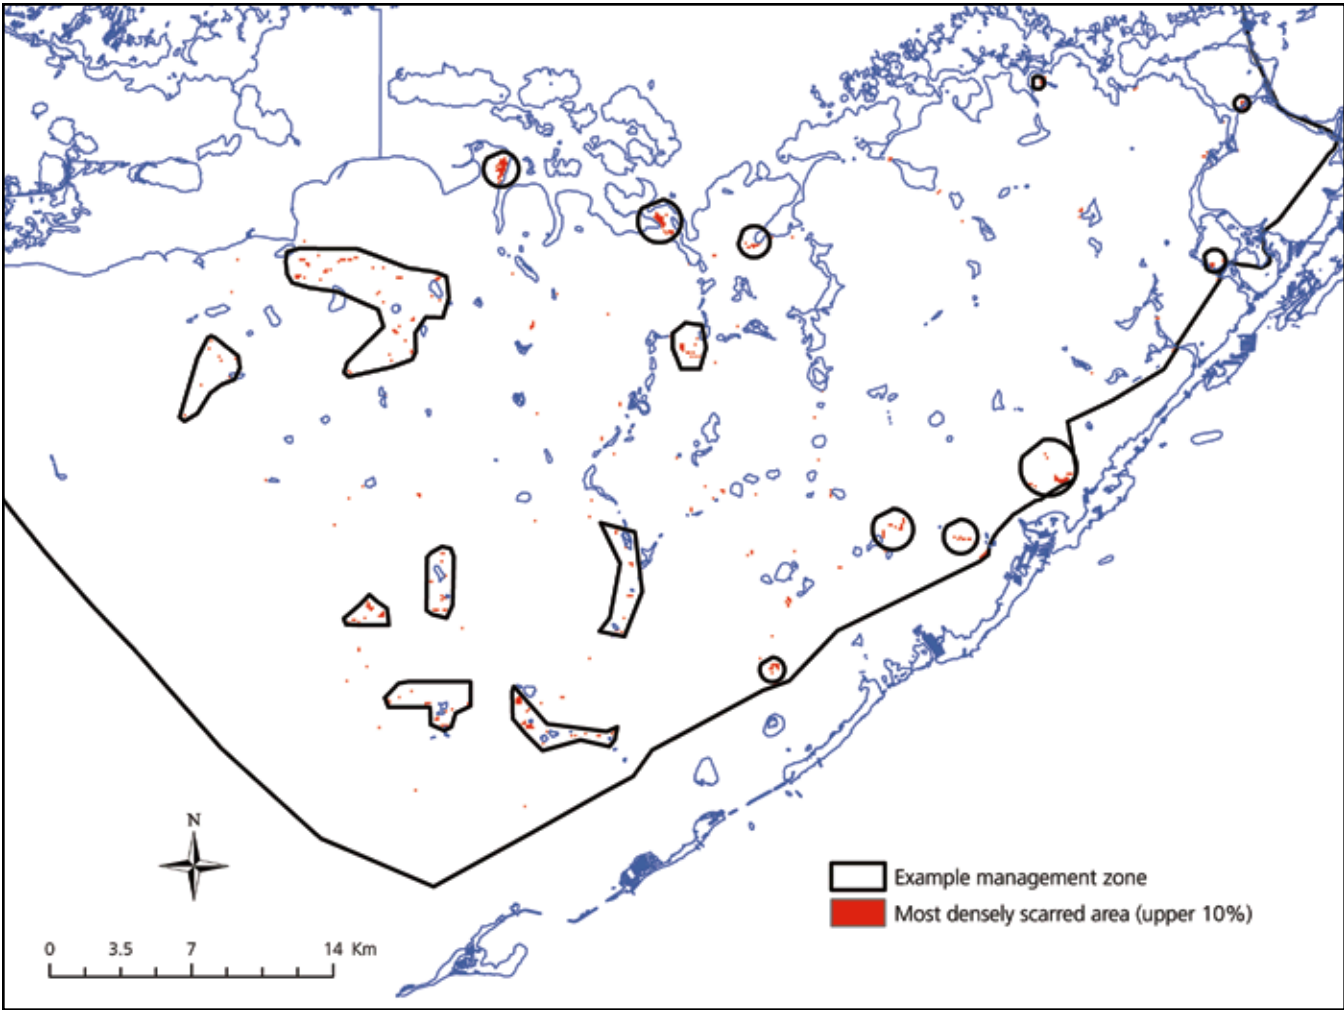 N
Example management zone
Most densely scarred area (upper 10%)
0 3.5 7 14 Km